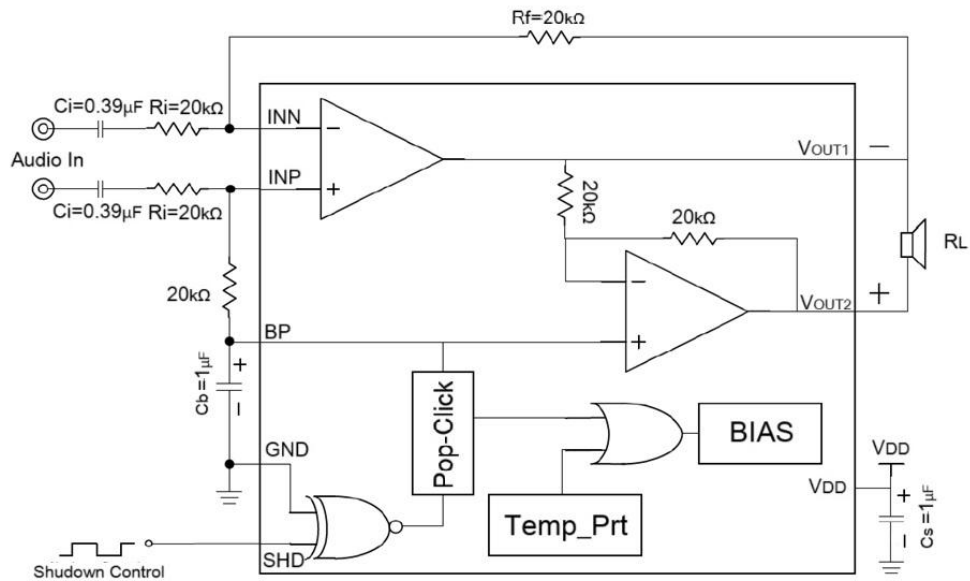 Rf=20kΩ
Ci=0.39µF Ri=20kΩ
INN
Audio In
INP
Ci=0.39µF Ri=20kΩ
−
+
VOUT1
−
20kΩ
20kΩ
RL
20kΩ
−
+
VOUT2
+
BP
+
Cb=1µF
−
Pop-Click
BIAS
GND
VDD
VDD
+
Cs=1µF
−
Temp_Prt
SHD
Shudown Control